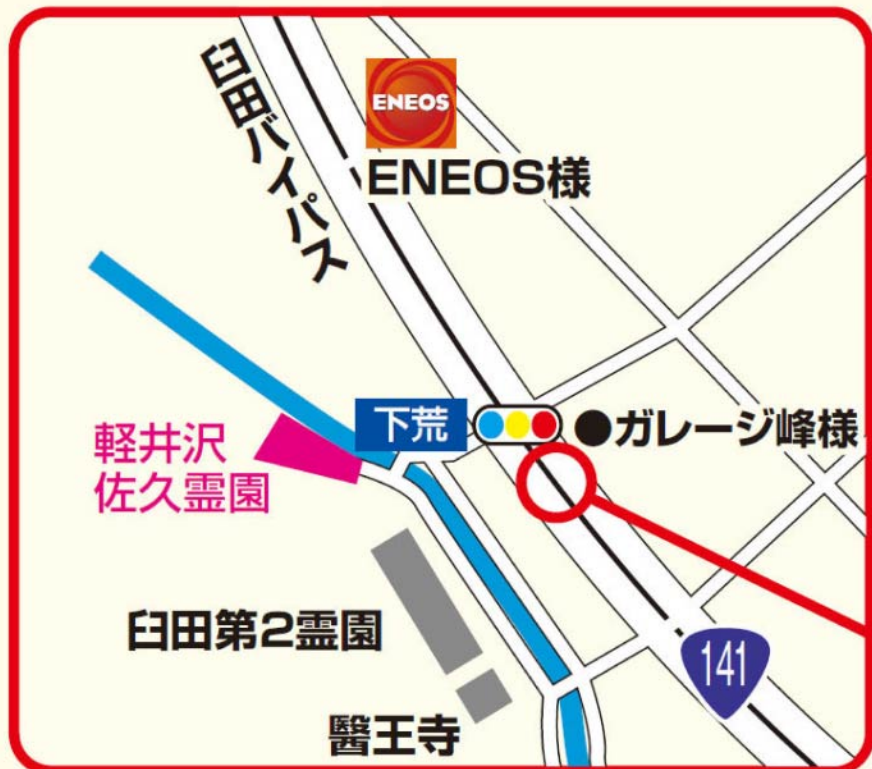 臼田バイパス
ENEOS
ENEOS様
下荒
●ガレージ峰様
軽井沢
佐久霊園
臼田第2霊園
141
醫王寺